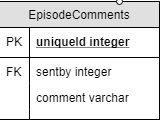 EpisodeComments
PK uniqueId integer
FK sentby integer
comment varchar